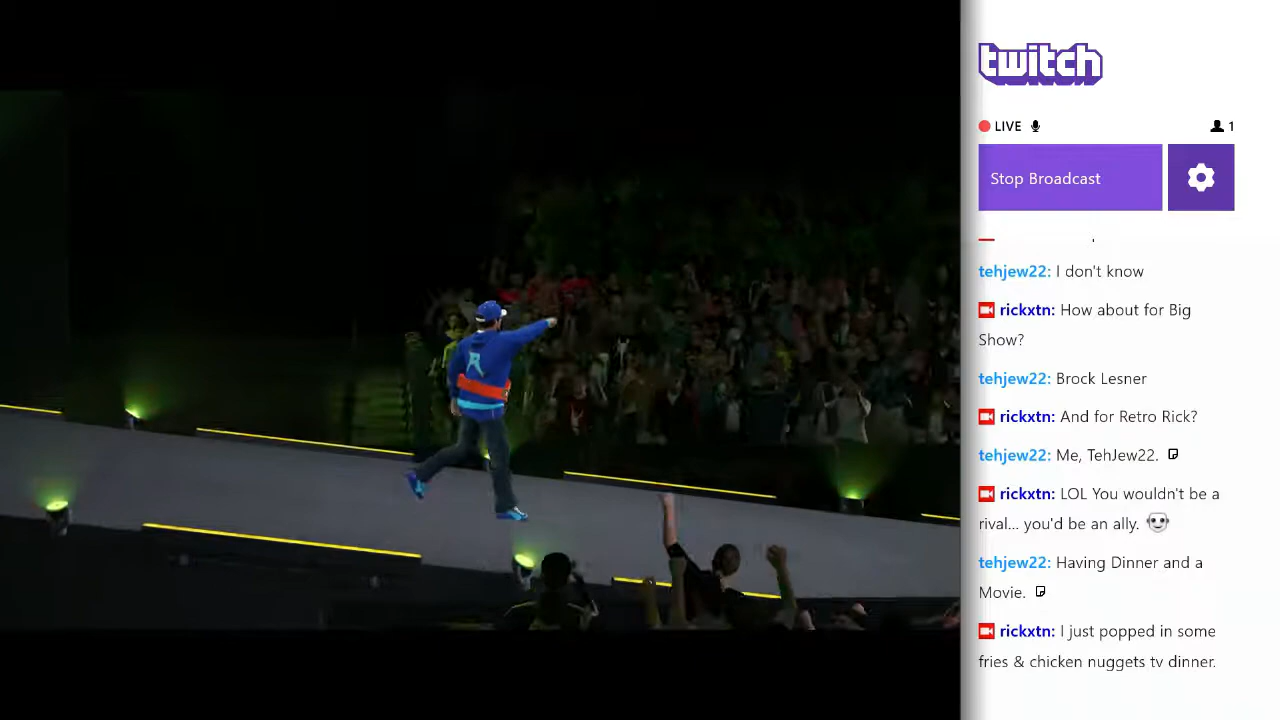 twitch
LIVE 1
Stop Broadcast
tehjew22: I don't know
rickxtn: How about for Big
Show?
tehjew22: Brock Lesner
rickxtn: And for Retro Rick?
tehjew22: Me, TehJew22.
rickxtn: LOL You wouldn't be a
rival... you'd be an ally.
tehjew22: Having Dinner and a
Movie.
rickxtn: I just popped in some
fries & chicken nuggets tv dinner.
R